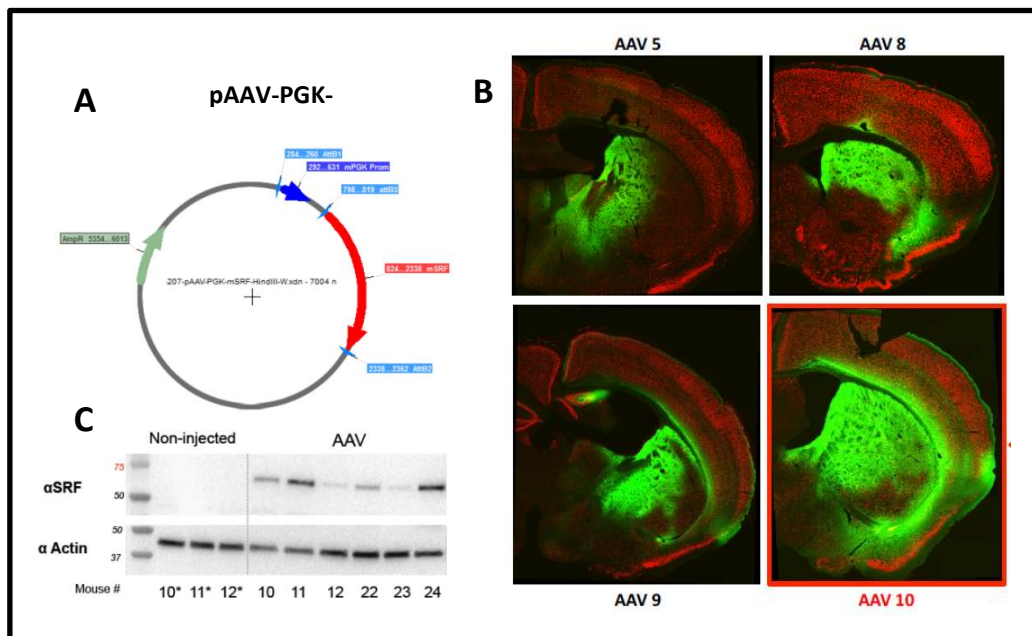 A
pAAV-PGK-
284...260 AttB1
292...631 mPGK Prom
798...819 attB5
AmpR 5354...6013
824...2338 mSRF
207-pAAV-PGK-mSRF-HindIII-W.xdn - 7004 n
2338...2362 AttB2
B
AAV 5
AAV 8
AAV 9
AAV 10
C
Non-injected
AAV
αSRF
75
50
α Actin
50
37
Mouse #
10* 11* 12* 10 11 12 22 23 24